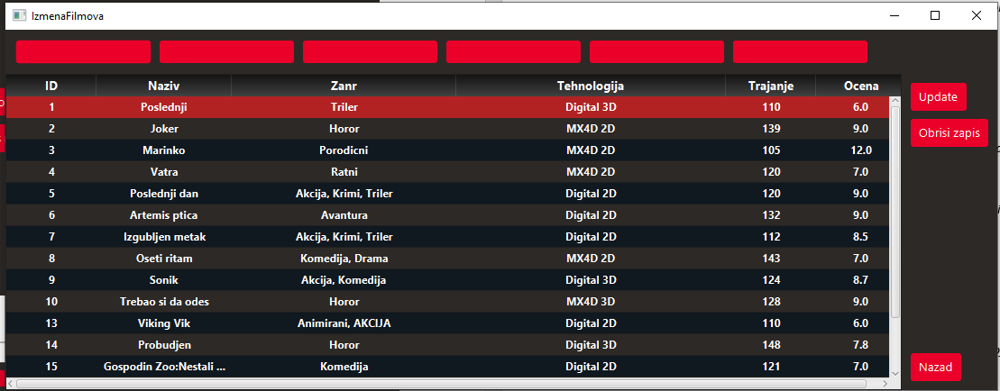 IzmenaFilmova
ID Naziv Zanr Tehnologija Trajanje Ocena
1 Poslednji Triler Digital 3D 110 6.0
2 Joker Horor MX4D 2D 139 9.0
3 Marinko Porodicni MX4D 2D 105 12.0
4 Vatra Ratni MX4D 2D 120 7.0
5 Poslednji dan Akcija, Krimi, Triler Digital 2D 120 9.0
6 Artemis ptica Avantura Digital 2D 132 9.0
7 Izgubljen metak Akcija, Krimi, Triler Digital 2D 112 8.5
8 Oseti ritam Komedija, Drama MX4D 2D 143 7.0
9 Sonik Akcija, Komedija Digital 3D 124 8.7
10 Trebao si da odes Horor MX4D 3D 128 9.0
13 Viking Vik Animirani, AKCIJA Digital 2D 110 6.0
14 Probudjen Horor Digital 3D 148 7.8
15 Gospodin Zoo:Nestali ... Komedija Digital 2D 121 7.0
Update
Obrisi zapis
Nazad